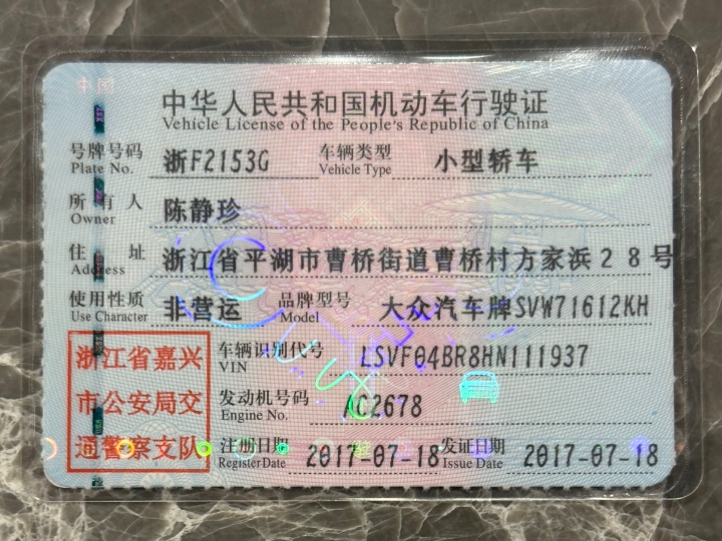 中国
中华人民共和国机动车行驶证
Vehicle License of the People's Republic of China
号牌号码 浙F2153G 车辆类型 小型轿车
Plate No. Vehicle Type
所有人 陈静珍
Owner
住址 浙江省平湖市曹桥街道曹桥村方家浜28号
Address
使用性质 非营运 品牌型号 大众汽车牌SVW71612KH
Use Character Model
浙江省嘉兴 车辆识别代号 LSVF04BR8HN111937
VIN
市公安局交 发动机号码 AC2678
Engine No.
通警察支队 注册日期 2017-07-18 发证日期 2017-07-18
Register Date Issue Date